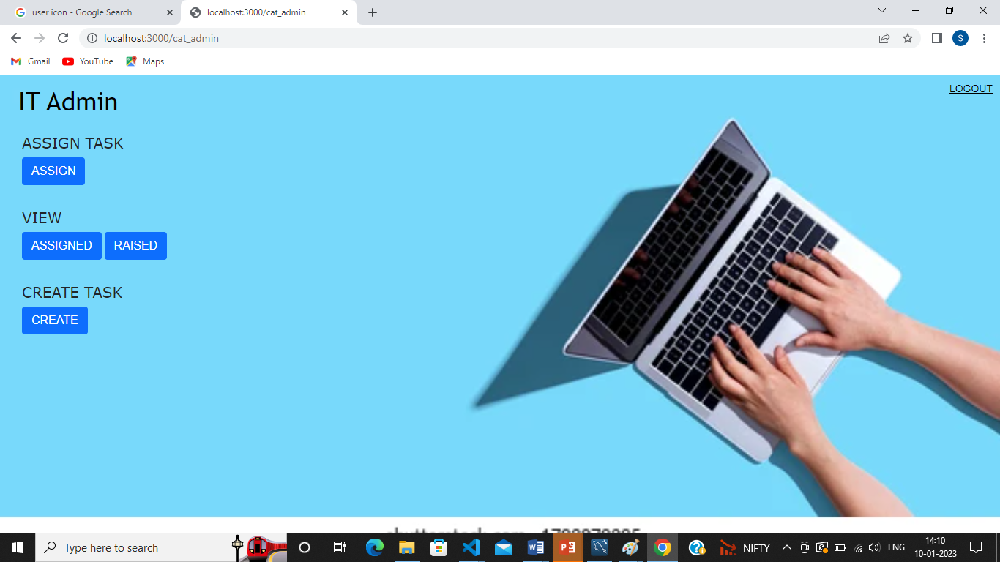 user icon - Google Search
localhost:3000/cat_admin
localhost:3000/cat_admin
S
Gmail
YouTube
Maps
LOGOUT
IT Admin
ASSIGN TASK
ASSIGN
VIEW
ASSIGNED
RAISED
CREATE TASK
CREATE
Type here to search
NIFTY
ENG
14:10
10-01-2023